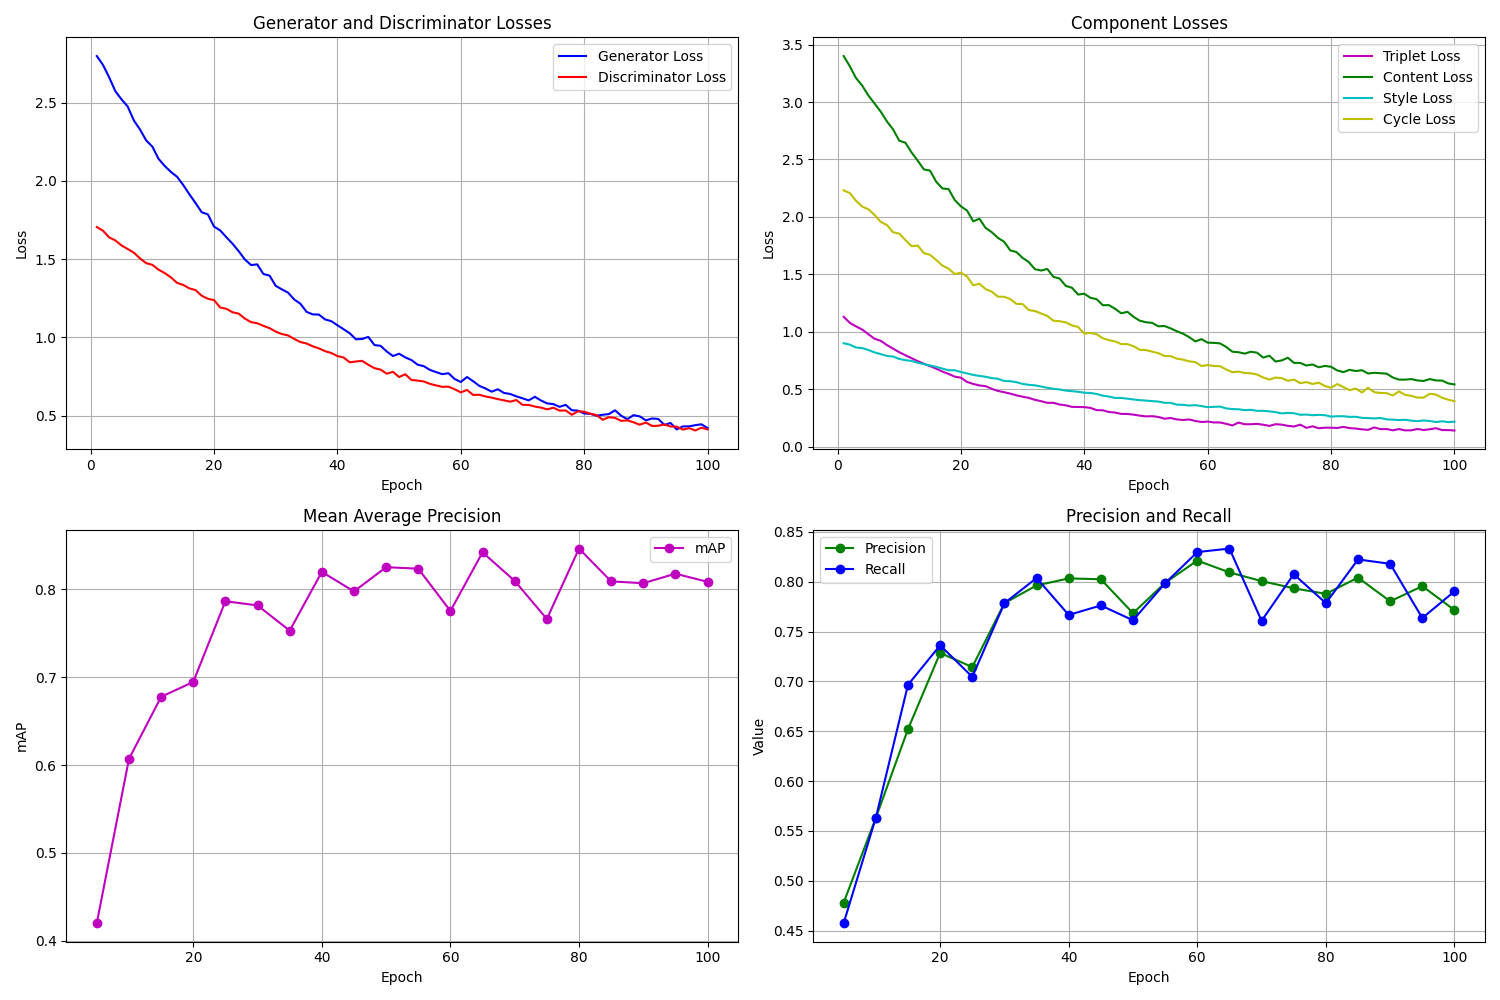 Generator and Discriminator Losses
Generator Loss
Discriminator Loss
Loss
2.5
2.0
1.5
1.0
0.5
0 20 40 60 80 100
Epoch
Component Losses
Triplet Loss
Content Loss
Style Loss
Cycle Loss
Loss
3.5
3.0
2.5
2.0
1.5
1.0
0.5
0.0
0 20 40 60 80 100
Epoch
Mean Average Precision
mAP
mAP
0.8
0.7
0.6
0.5
0.4
20 40 60 80 100
Epoch
Precision and Recall
Precision
Recall
Value
0.85
0.80
0.75
0.70
0.65
0.60
0.55
0.50
0.45
20 40 60 80 100
Epoch